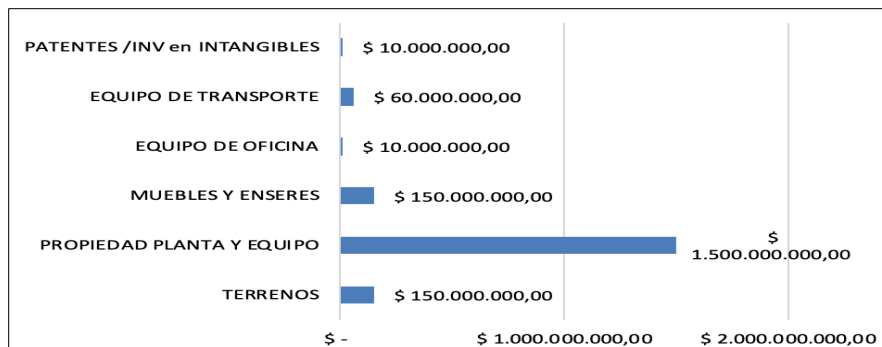 PATENTES /INV en INTANGIBLES $ 10.000.000,00
EQUIPO DE TRANSPORTE $ 60.000.000,00
EQUIPO DE OFICINA $ 10.000.000,00
MUEBLES Y ENSERES $ 150.000.000,00
PROPIEDAD PLANTA Y EQUIPO $
1.500.000.000,00
TERRENOS $ 150.000.000,00
$ - $ 1.000.000.000,00 $ 2.000.000.000,00